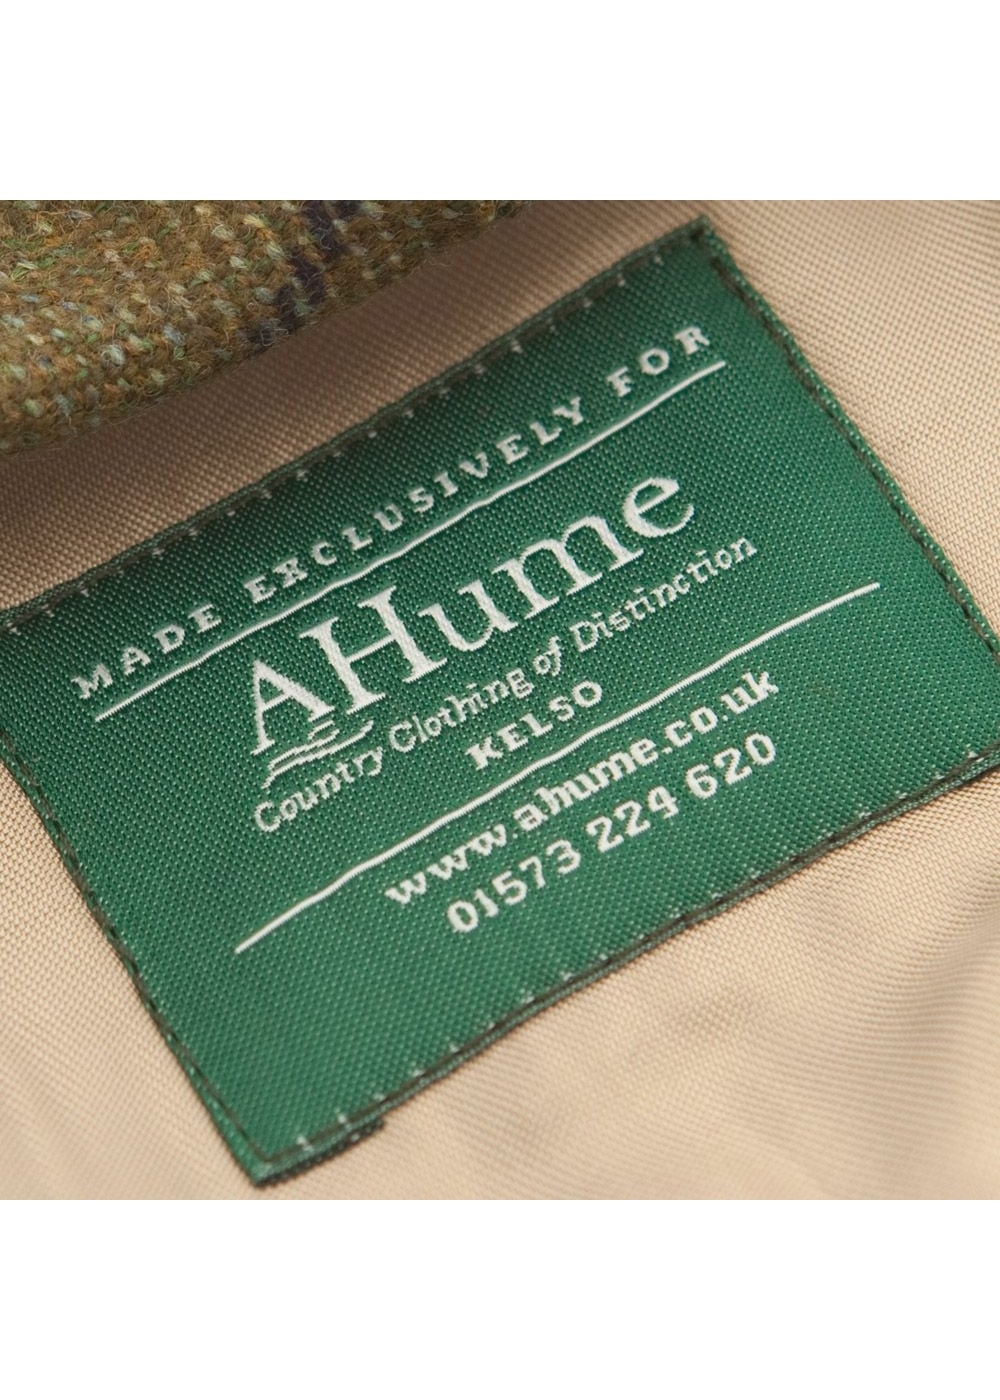 MADE EXCLUSIVELY FOR
AHume
Country Clothing of Distinction
KELSO
www.ahume.co.uk
01573 224 620